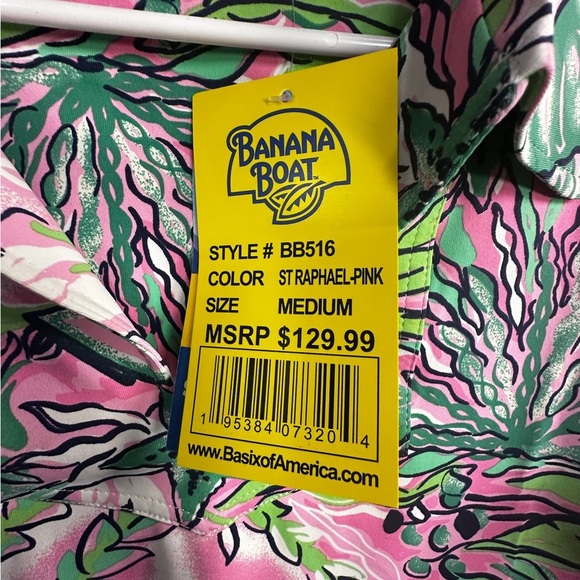 BANANA
BOAT
STYLE # BB516
COLOR ST RAPHAEL-PINK
SIZE MEDIUM
MSRP $129.99
1 95384 07320 4
www.BasixofAmerica.com